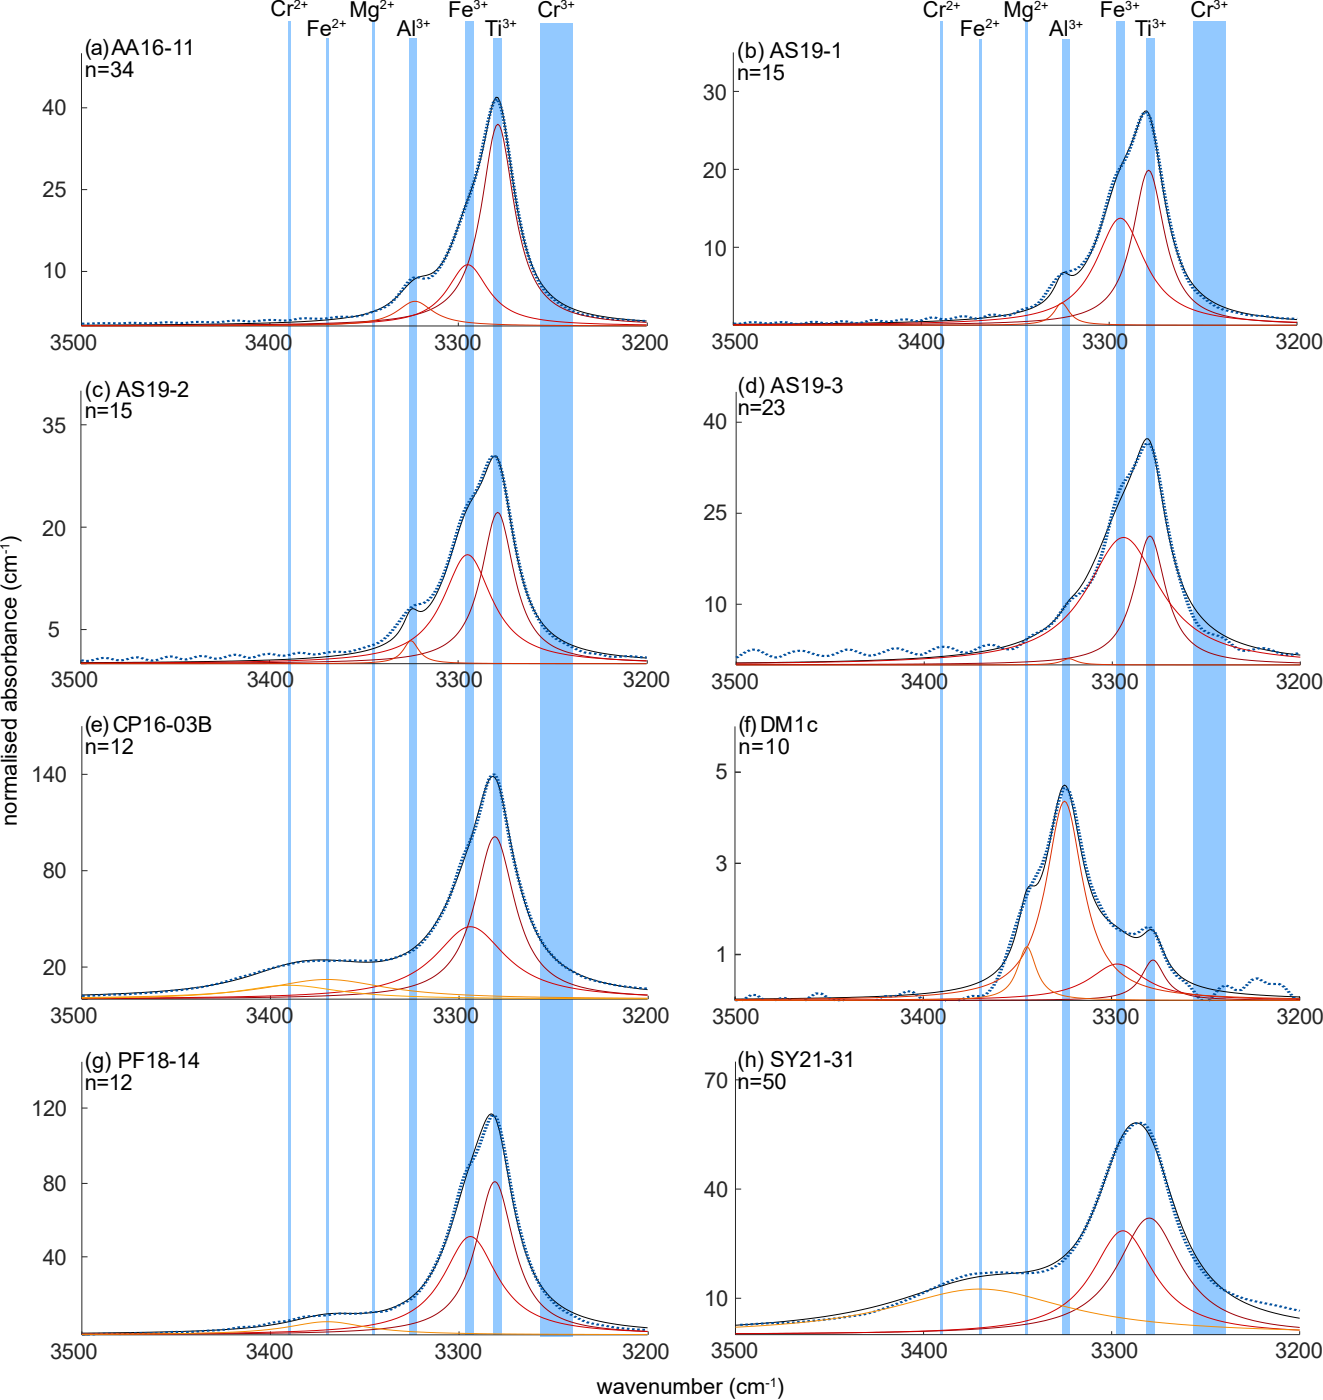 Cr²⁺ Mg²⁺ Fe³⁺ Cr³⁺
Fe²⁺ Al³⁺ Ti³⁺
Cr²⁺ Mg²⁺ Fe³⁺ Cr³⁺
Fe²⁺ Al³⁺ Ti³⁺
(a) AA16-11
n=34
40
25
10
3500 3400 3300 3200
(b) AS19-1
n=15
30
20
10
3500 3400 3300 3200
(c) AS19-2
n=15
35
20
5
3500 3400 3300 3200
(d) AS19-3
n=23
40
25
10
3500 3400 3300 3200
(e) CP16-03B
n=12
140
80
20
3500 3400 3300 3200
(f) DM1c
n=10
5
3
1
3500 3400 3300 3200
(g) PF18-14
n=12
120
80
40
3500 3400 3300 3200
(h) SY21-31
n=50
70
40
10
3500 3400 3300 3200
normalised absorbance (cm⁻¹)
wavenumber (cm⁻¹)